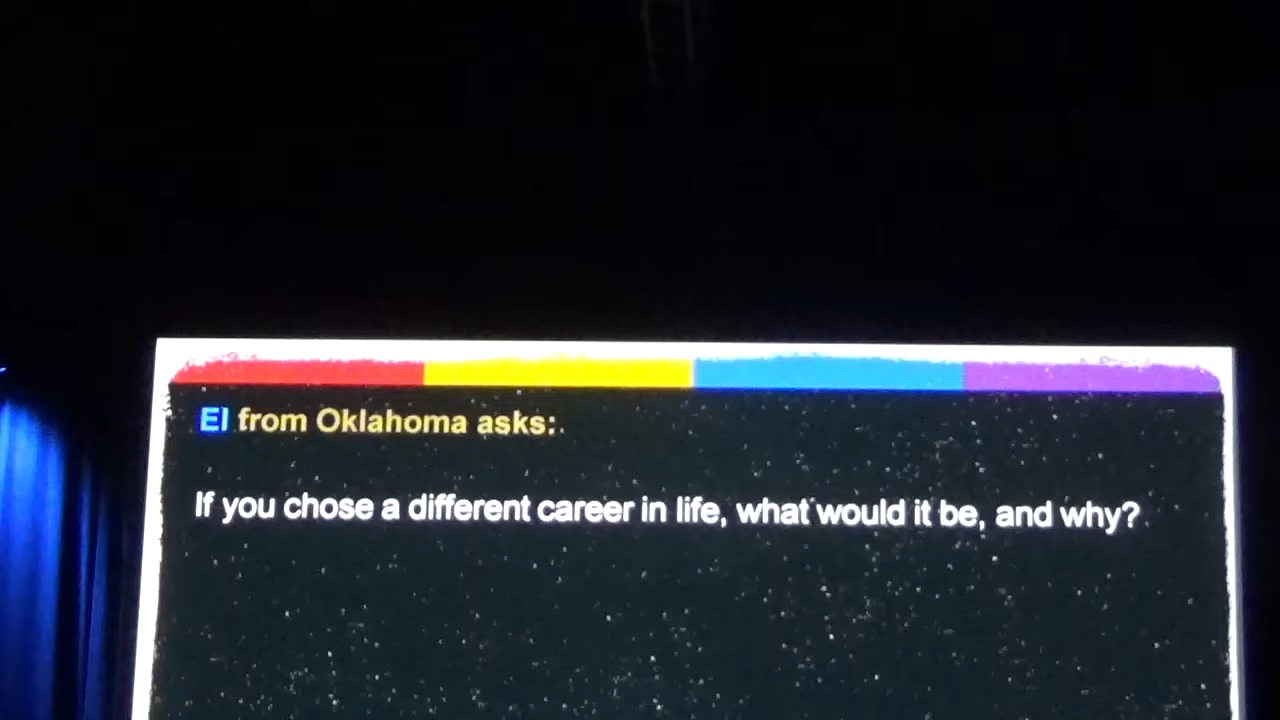 El from Oklahoma asks:
If you chose a different career in life, what would it be, and why?